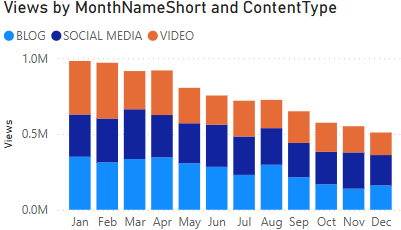 Views by MonthNameShort and ContentType
BLOG SOCIAL MEDIA VIDEO
1.0M
0.5M
0.0M
Views
Jan Feb Mar Apr May Jun Jul Aug Sep Oct Nov Dec